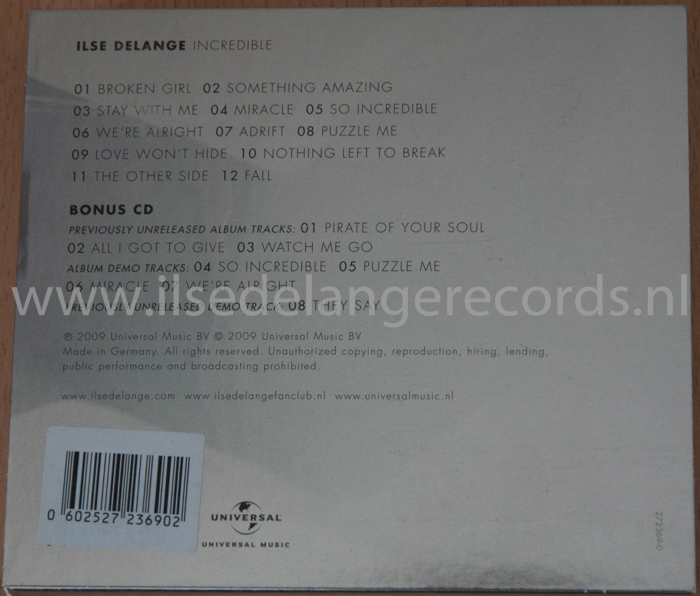 ILSE DELANGE INCREDIBLE
01 BROKEN GIRL 02 SOMETHING AMAZING
03 STAY WITH ME 04 MIRACLE 05 SO INCREDIBLE
06 WE'RE ALRIGHT 07 ADRIFT 08 PUZZLE ME
09 LOVE WON'T HIDE 10 NOTHING LEFT TO BREAK
11 THE OTHER SIDE 12 FALL
BONUS CD
PREVIOUSLY UNRELEASED ALBUM TRACKS: 01 PIRATE OF YOUR SOUL
02 ALL I GOT TO GIVE 03 WATCH ME GO
ALBUM DEMO TRACKS: 04 SO INCREDIBLE 05 PUZZLE ME
06 MIRACLE 07 WE'RE ALRIGHT
www.ilsedelangerecords.nl
PREVIOUSLY UNRELEASED DEMO TRACK: 08 THEY SAY
℗ 2009 Universal Music BV © 2009 Universal Music BV
Made in Germany. All rights reserved. Unauthorized copying, reproduction, hiring, lending,
public performance and broadcasting prohibited.
www.ilsedelange.com www.ilsedelangefanclub.nl www.universalmusic.nl
0 602527 236902
UNIVERSAL
UNIVERSAL MUSIC
2723690